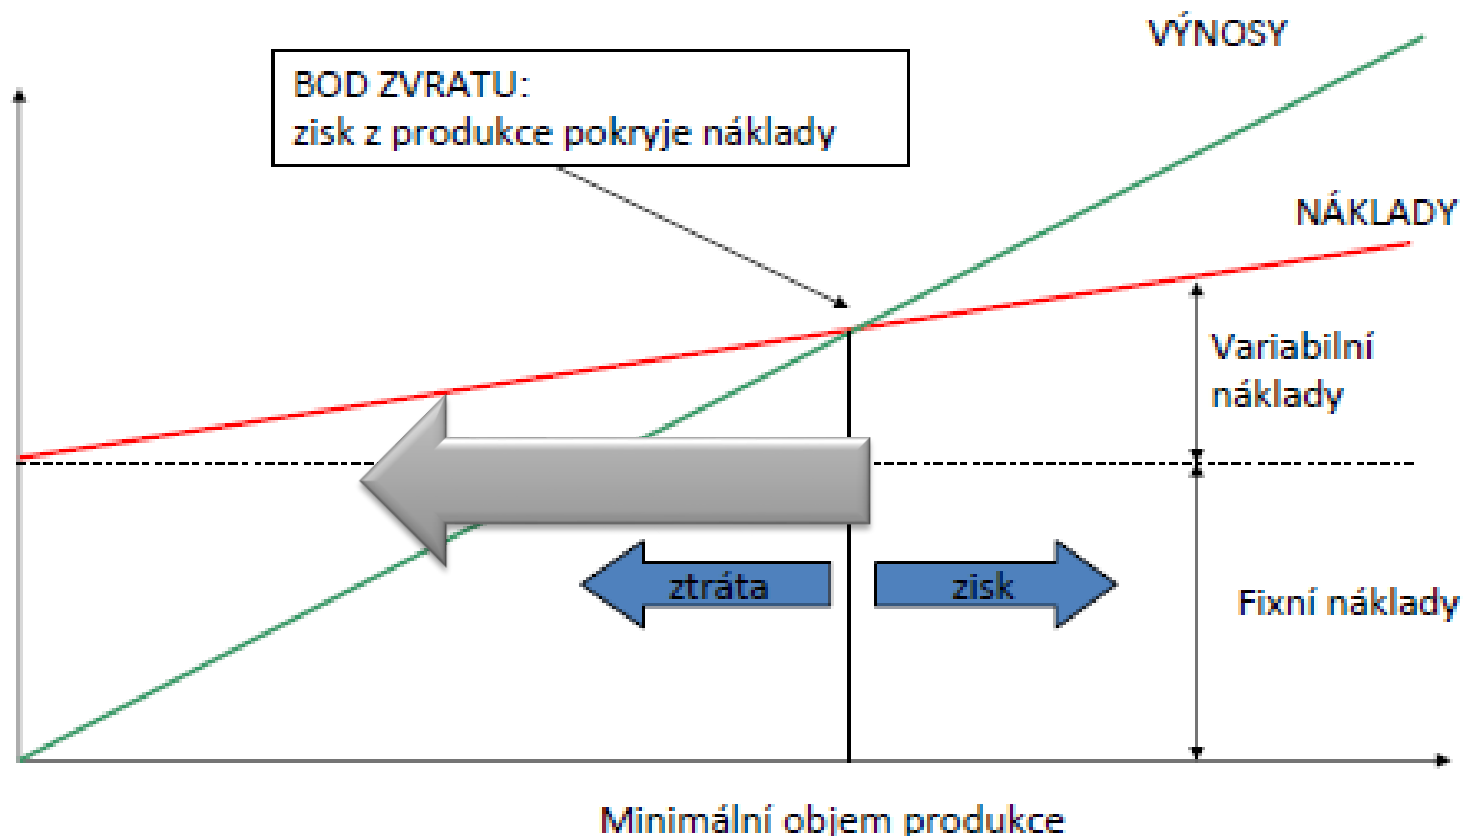 VÝNOSY
BOD ZVRATU:
zisk z produkce pokryje náklady
NÁKLADY
Variabilní
náklady
ztráta
zisk
Fixní náklady
Minimální objem produkce